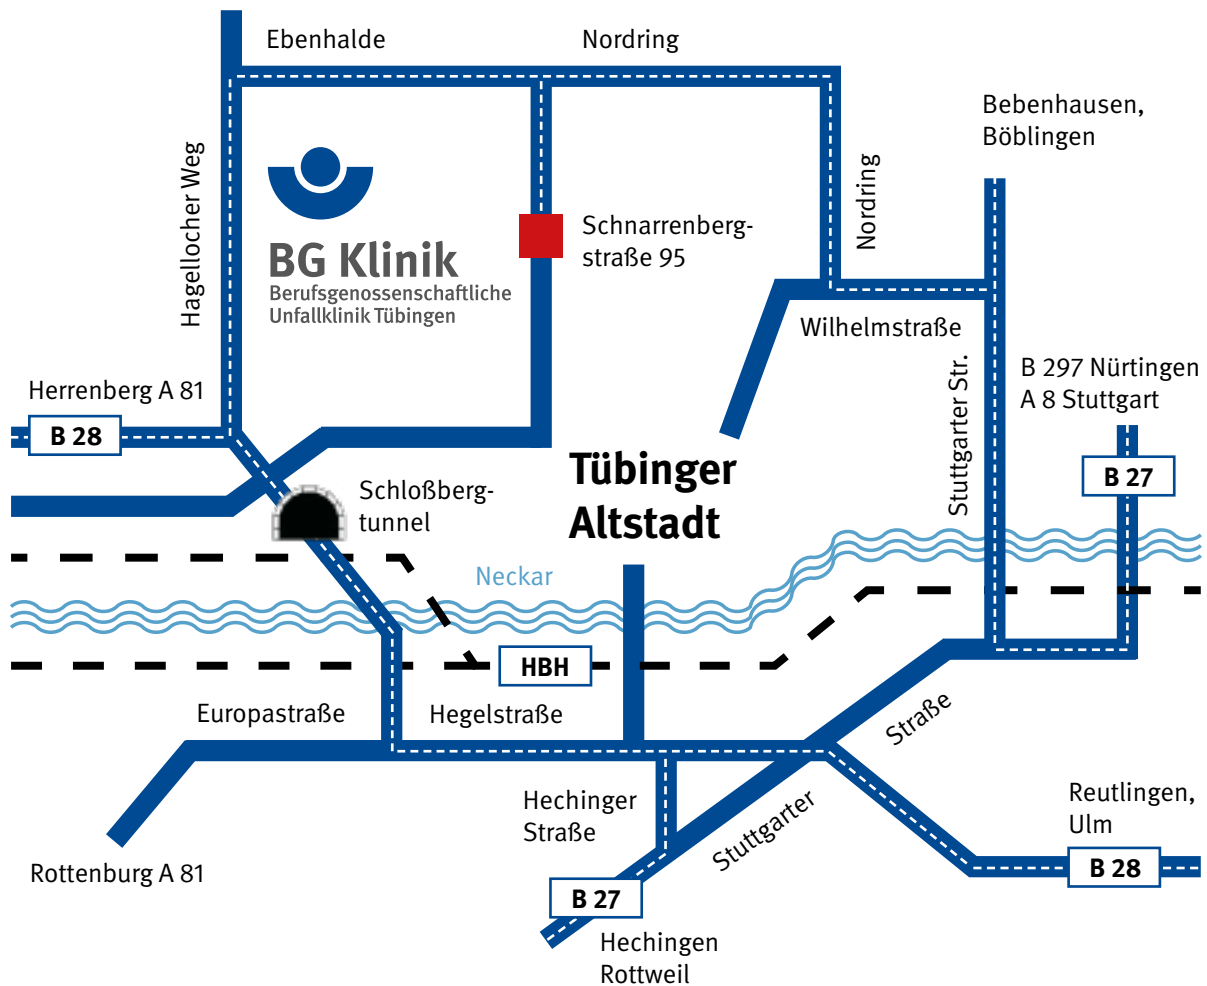 Ebenhalde
Nordring
Bebenhausen,
Böblingen
Hagellocher Weg
Nordring
Schnarrenberg-
straße 95
BG Klinik
Berufsgenossenschaftliche
Unfallklinik Tübingen
Wilhelmstraße
Stuttgarter Str.
B 297 Nürtingen
A 8 Stuttgart
Herrenberg A 81
B 28
B 27
Tübinger
Altstadt
Schloßberg-
tunnel
Neckar
HBH
Europastraße
Hegelstraße
Straße
Stuttgarter
Hechinger
Straße
Reutlingen,
Ulm
B 28
Rottenburg A 81
B 27
Hechingen
Rottweil